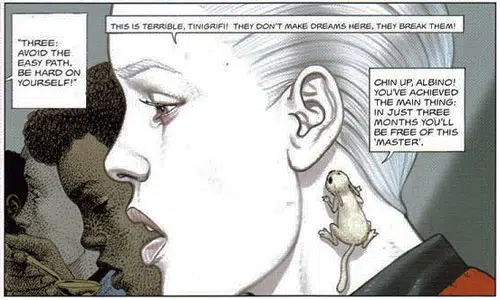 "THREE:
AVOID THE
EASY PATH.
BE HARD ON
YOURSELF!"
THIS IS TERRIBLE, TINIGRIFI! THEY DON'T MAKE DREAMS HERE, THEY BREAK THEM!
CHIN UP, ALBINO!
YOU'VE ACHIEVED
THE MAIN THING:
IN JUST THREE
MONTHS YOU'LL
BE FREE OF THIS
'MASTER'.